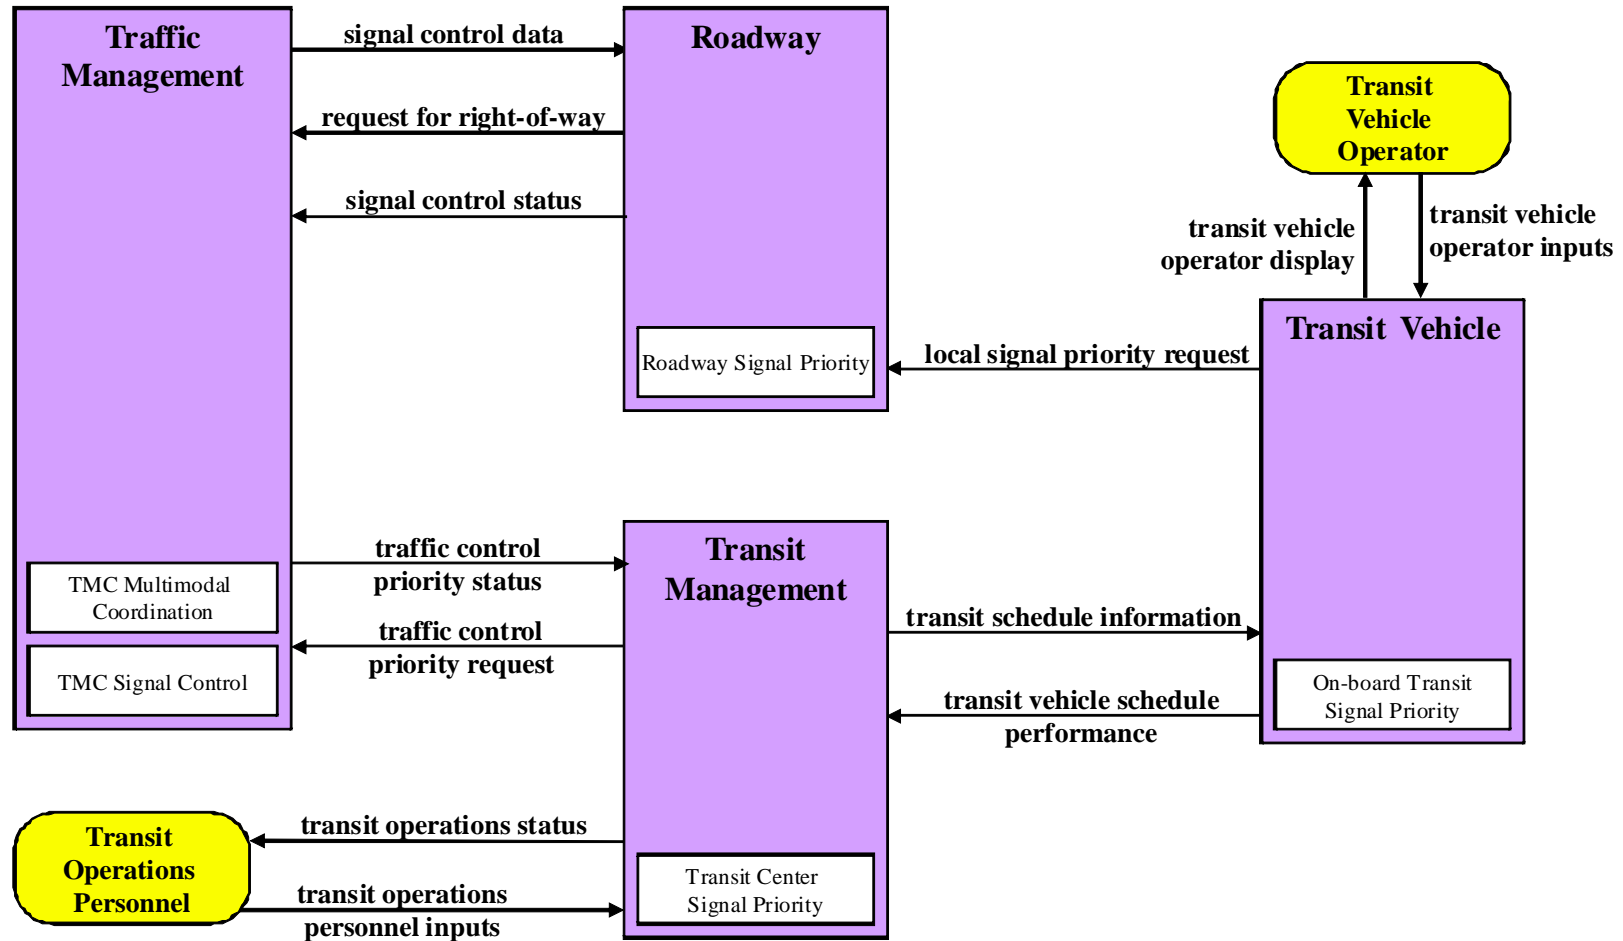 Traffic
Management
signal control data
request for right-of-way
signal control status
Roadway
Roadway Signal Priority
Transit
Vehicle
Operator
transit vehicle
operator display
transit vehicle
operator inputs
Transit Vehicle
local signal priority request
TMC Multimodal
Coordination
TMC Signal Control
traffic control
priority status
traffic control
priority request
Transit
Management
transit schedule information
transit vehicle schedule
performance
On-board Transit
Signal Priority
Transit
Operations
Personnel
transit operations status
transit operations
personnel inputs
Transit Center
Signal Priority